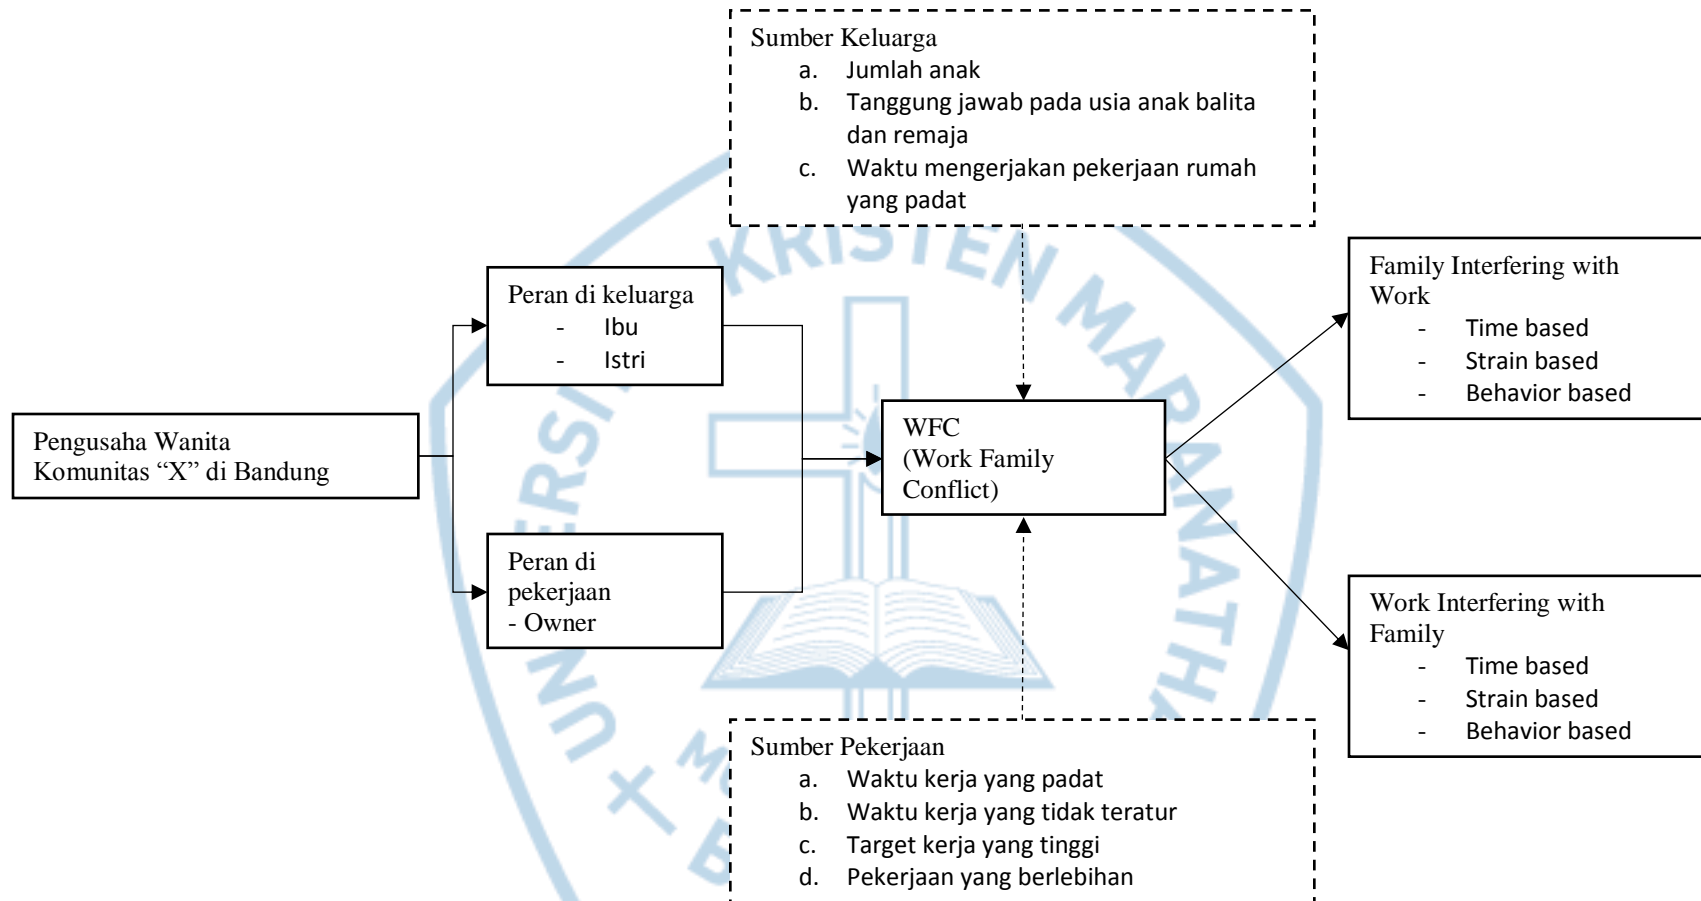 Sumber Keluarga
a. Jumlah anak
b. Tanggung jawab pada usia anak balita
dan remaja
c. Waktu mengerjakan pekerjaan rumah
yang padat
Pengusaha Wanita
Komunitas “X” di Bandung
Peran di keluarga
- Ibu
- Istri
Peran di
pekerjaan
- Owner
WFC
(Work Family
Conflict)
Family Interfering with
Work
- Time based
- Strain based
- Behavior based
Work Interfering with
Family
- Time based
- Strain based
- Behavior based
Sumber Pekerjaan
a. Waktu kerja yang padat
b. Waktu kerja yang tidak teratur
c. Target kerja yang tinggi
d. Pekerjaan yang berlebihan
KRISTEN